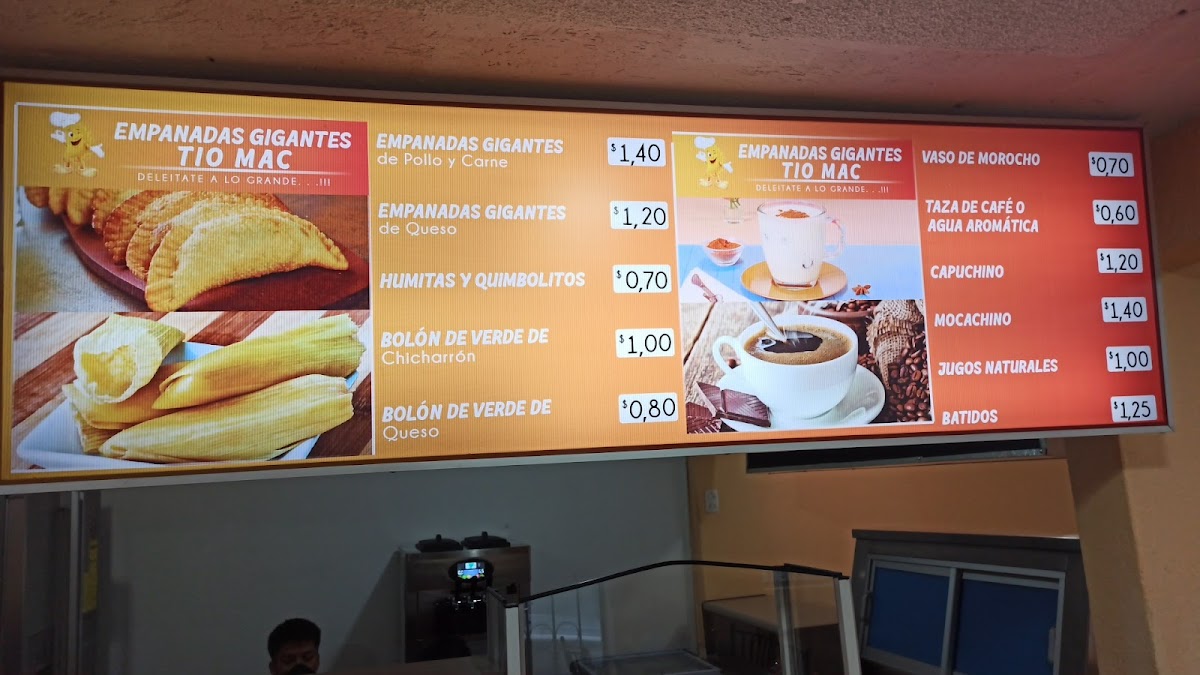 EMPANADAS GIGANTES
TIO MAC
DELEITATE A LO GRANDE. . .!!!
EMPANADAS GIGANTES
de Pollo y Carne
$1,40
EMPANADAS GIGANTES
de Queso
$1,20
HUMITAS Y QUIMBOLITOS
$0,70
BOLÓN DE VERDE DE
Chicharrón
$1,00
BOLÓN DE VERDE DE
Queso
$0,80
EMPANADAS GIGANTES
TIO MAC
DELEITATE A LO GRANDE. . .!!!
VASO DE MOROCHO
$0,70
TAZA DE CAFÉ O
AGUA AROMÁTICA
$0,60
CAPUCHINO
$1,20
MOCACHINO
$1,40
JUGOS NATURALES
$1,00
BATIDOS
$1,25